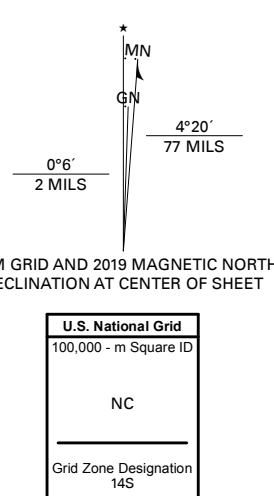 ★
MN
GN
4°20´
77 MILS
0°6´
2 MILS
M GRID AND 2019 MAGNETIC NORTH
ECLINATION AT CENTER OF SHEET
U.S. National Grid
100,000 - m Square ID
NC
Grid Zone Designation
14S